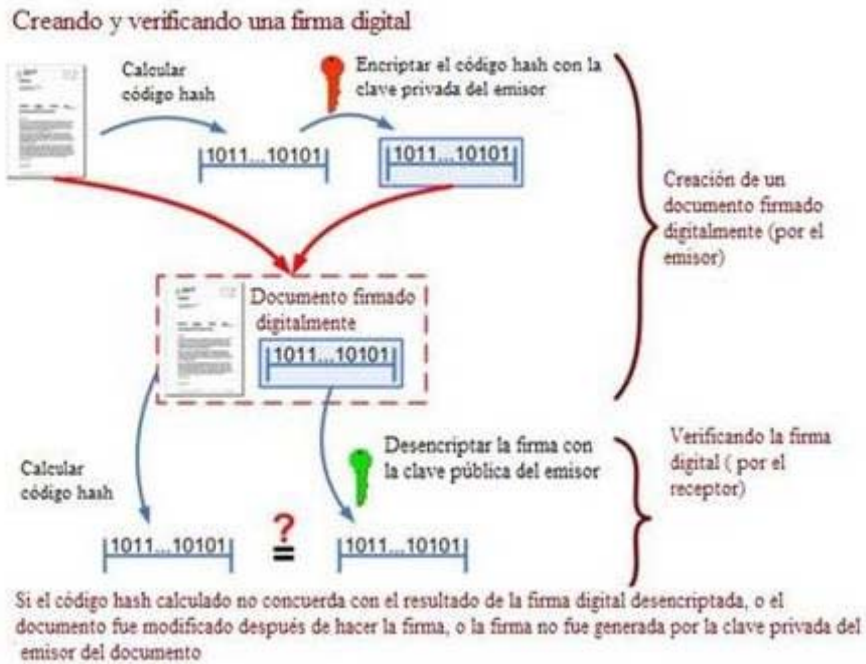 Creando y verificando una firma digital
Calcular
código hash
Encriptar el código hash con la
clave privada del emisor
1011...10101
1011...10101
Creación de un
documento firmado
digitalmente (por el
emisor)
Documento firmado
digitalmente
1011...10101
Calcular
código hash
Desencriptar la firma con
la clave pública del emisor
Verificando la firma
digital ( por el
receptor)
1011...10101
?
=
1011...10101
Si el código hash calculado no concuerda con el resultado de la firma digital desencriptada, o el
documento fue modificado después de hacer la firma, o la firma no fue generada por la clave privada del
emisor del documento